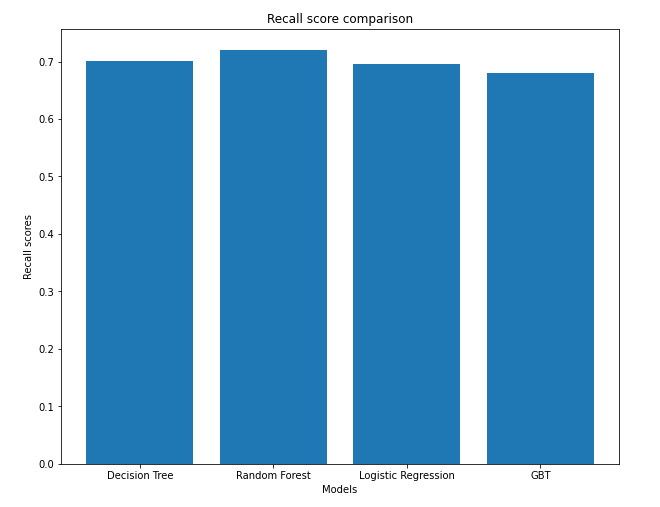 Recall score comparison
Recall scores
0.7
0.6
0.5
0.4
0.3
0.2
0.1
0.0
Decision Tree
Random Forest
Logistic Regression
GBT
Models